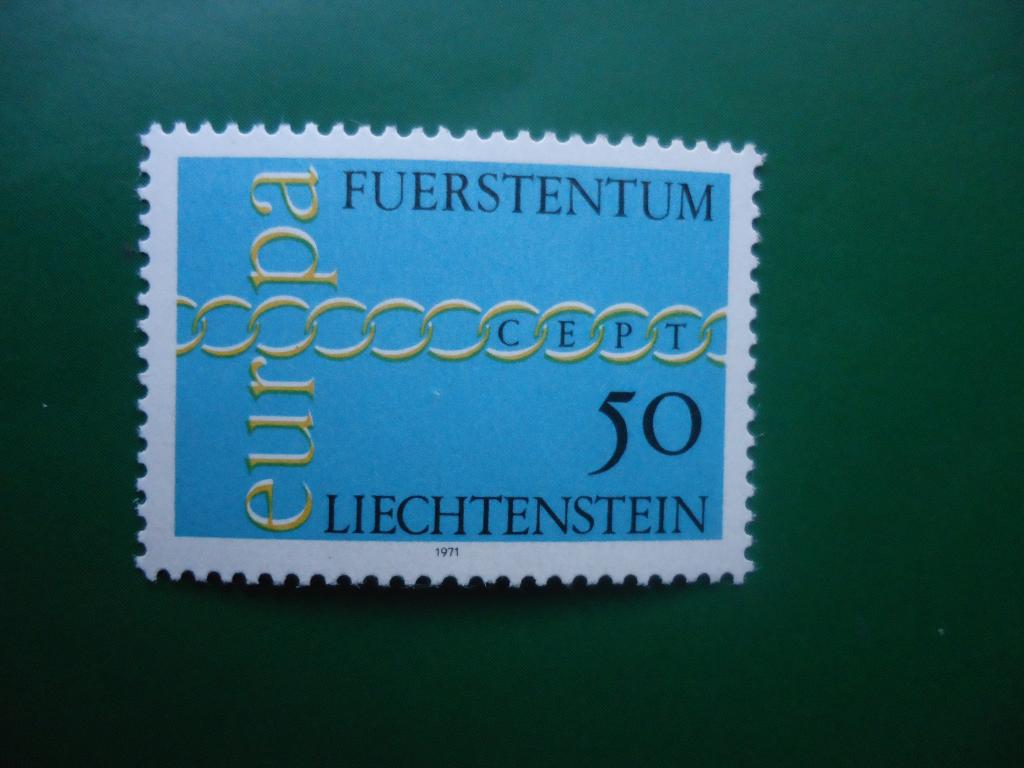 europa
FUERSTENTUM
CEPT
50
LIECHTENSTEIN
1971